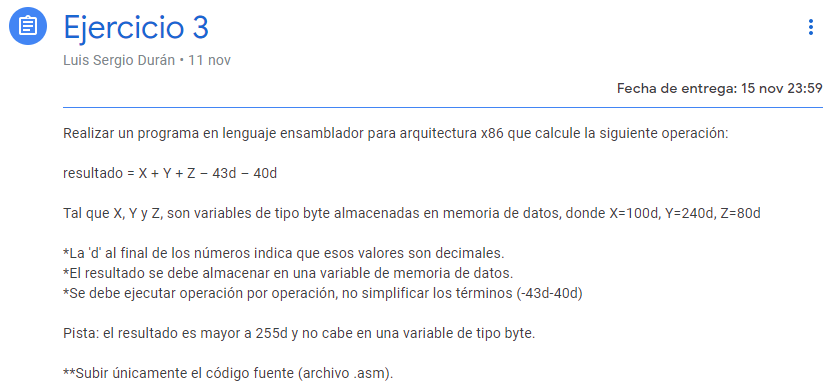 Ejercicio 3
Luis Sergio Durán • 11 nov
Fecha de entrega: 15 nov 23:59
Realizar un programa en lenguaje ensamblador para arquitectura x86 que calcule la siguiente operación:
resultado = X + Y + Z – 43d – 40d
Tal que X, Y y Z, son variables de tipo byte almacenadas en memoria de datos, donde X=100d, Y=240d, Z=80d
*La 'd' al final de los números indica que esos valores son decimales.
*El resultado se debe almacenar en una variable de memoria de datos.
*Se debe ejecutar operación por operación, no simplificar los términos (-43d-40d)
Pista: el resultado es mayor a 255d y no cabe en una variable de tipo byte.
**Subir únicamente el código fuente (archivo .asm).